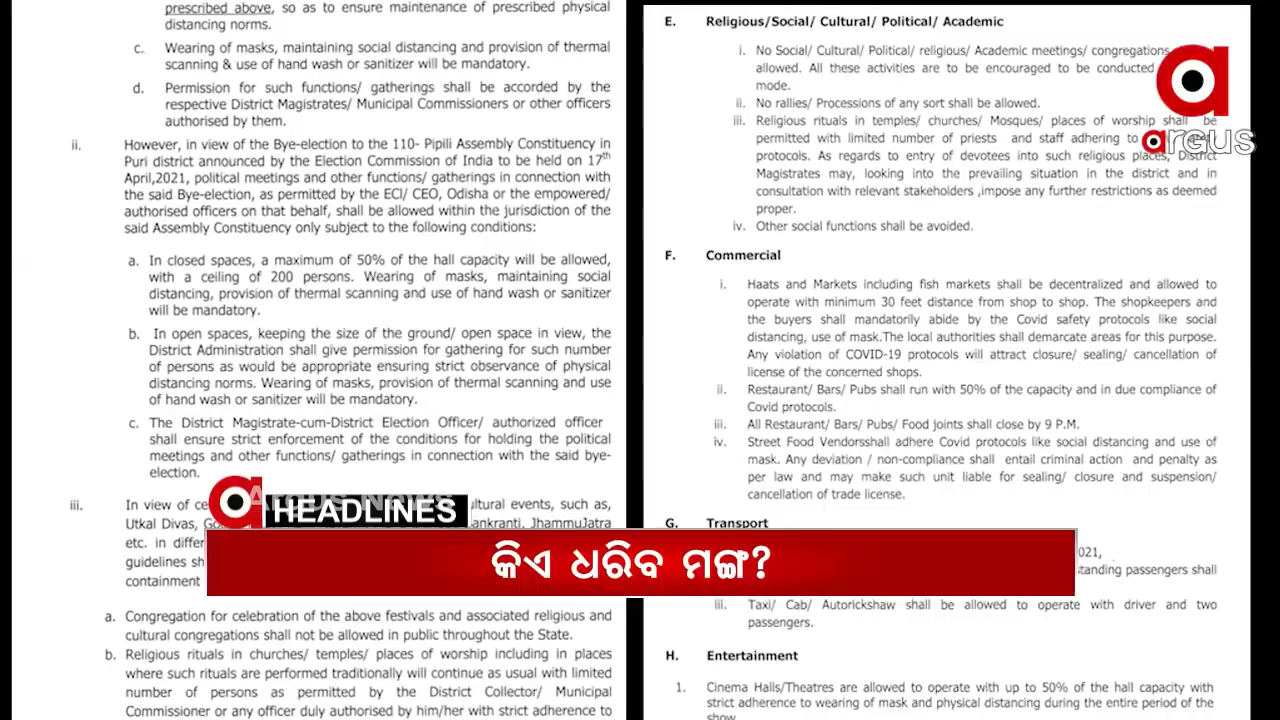 prescribed above, so as to ensure maintenance of prescribed physical
distancing norms.
c. Wearing of masks, maintaining social distancing and provision of thermal
scanning & use of hand wash or sanitizer will be mandatory.
d. Permission for such functions/ gatherings shall be accorded by the
respective District Magistrates/ Municipal Commissioners or other officers
authorised by them.
ii. However, in view of the Bye-election to the 110- Pipili Assembly Constituency in
Puri district announced by the Election Commission of India to be held on 17th
April,2021, political meetings and other functions/ gatherings in connection with
the said Bye-election, as permitted by the ECI/ CEO, Odisha or the empowered/
authorised officers on that behalf, shall be allowed within the jurisdiction of the
said Assembly Constituency only subject to the following conditions:
a. In closed spaces, a maximum of 50% of the hall capacity will be allowed,
with a ceiling of 200 persons. Wearing of masks, maintaining social
distancing, provision of thermal scanning and use of hand wash or sanitizer
will be mandatory.
b. In open spaces, keeping the size of the ground/ open space in view, the
District Administration shall give permission for gathering for such number
of persons as would be appropriate ensuring strict observance of physical
distancing norms. Wearing of masks, provision of thermal scanning and use
of hand wash or sanitizer will be mandatory.
c. The District Magistrate-cum-District Election Officer/ authorized officer
shall ensure strict enforcement of the conditions for holding the political
meetings and other functions/ gatherings in connection with the said bye-
election.
iii. In view of ultural events, such as,
Utkal Divas, ankranti, JhammuJatra
etc. in
guidelines
containment
a. Congregation for celebration of the above festivals and associated religious and
cultural congregations shall not be allowed in public throughout the State.
b. Religious rituals in churches/ temples/ places of worship including in places
where such rituals are performed traditionally will continue as usual with limited
number of persons as permitted by the District Collector/ Municipal
Commissioner or any officer duly authorised by him/her with strict adherence to
E. Religious/Social/ Cultural/ Political/ Academic
i. No Social/ Cultural/ Political/ religious/ Academic meetings/ congregations
allowed. All these activities are to be encouraged to be conducted
mode.
ii. No rallies/ Processions of any sort shall be allowed.
iii. Religious rituals in temples/ churches/ Mosques/ places of worship shall be
permitted with limited number of priests and staff adhering to
protocols. As regards to entry of devotees into such religious places, District
Magistrates may, looking into the prevailing situation in the district and in
consultation with relevant stakeholders ,impose any further restrictions as deemed
proper.
iv. Other social functions shall be avoided.
F. Commercial
i. Haats and Markets including fish markets shall be decentralized and allowed to
operate with minimum 30 feet distance from shop to shop. The shopkeepers and
the buyers shall mandatorily abide by the Covid safety protocols like social
distancing, use of mask.The local authorities shall demarcate areas for this purpose.
Any violation of COVID-19 protocols will attract closure/ sealing/ cancellation of
license of the concerned shops.
ii. Restaurant/ Bars/ Pubs shall run with 50% of the capacity and in due compliance of
Covid protocols.
iii. All Restaurant/ Bars/ Pubs/ Food joints shall close by 9 P.M.
iv. Street Food Vendorsshall adhere Covid protocols like social distancing and use of
mask. Any deviation / non-compliance shall entail criminal action and penalty as
per law and may make such unit liable for sealing/ closure and suspension/
cancellation of trade license.
G. Transport
021,
tanding passengers shall
iii. Taxi/ Cab/ Autorickshaw shall be allowed to operate with driver and two
passengers.
H. Entertainment
1. Cinema Halls/Theatres are allowed to operate with up to 50% of the hall capacity with
strict adherence to wearing of mask and physical distancing during the entire period of the
show.
argus
Argus News
HEADLINES
କିଏ ଧରିବ ମଙ୍ଗ?